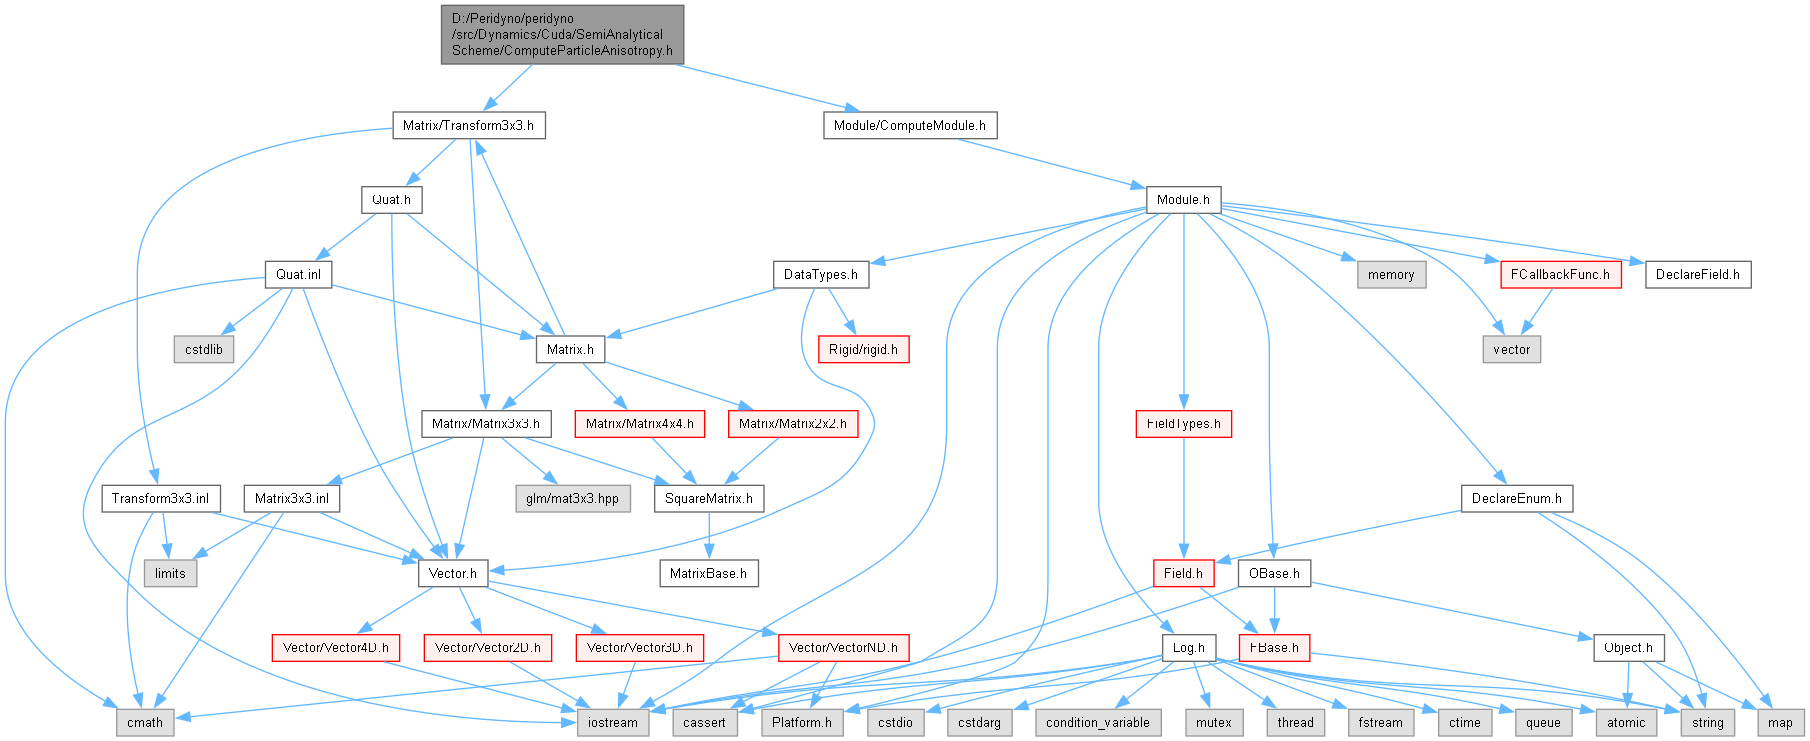 D:/Peridyno/peridyno
/src/Dynamics/Cuda/SemiAnalytical
Scheme/ComputeParticleAnisotropy.h
Matrix/Transform3x3.h
Module/ComputeModule.h
Quat.h
Module.h
Quat.inl
DataTypes.h
memory
FCallbackFunc.h
DeclareField.h
cstdlib
Matrix.h
Rigid/rigid.h
vector
Matrix/Matrix3x3.h
Matrix/Matrix4x4.h
Matrix/Matrix2x2.h
FieldTypes.h
Transform3x3.inl
Matrix3x3.inl
glm/mat3x3.hpp
SquareMatrix.h
DeclareEnum.h
limits
Vector.h
MatrixBase.h
Field.h
OBase.h
Vector/Vector4D.h
Vector/Vector2D.h
Vector/Vector3D.h
Vector/VectorND.h
Log.h
FBase.h
Object.h
cmath
iostream
cassert
Platform.h
cstdio
cstdarg
condition_variable
mutex
thread
fstream
ctime
queue
atomic
string
map